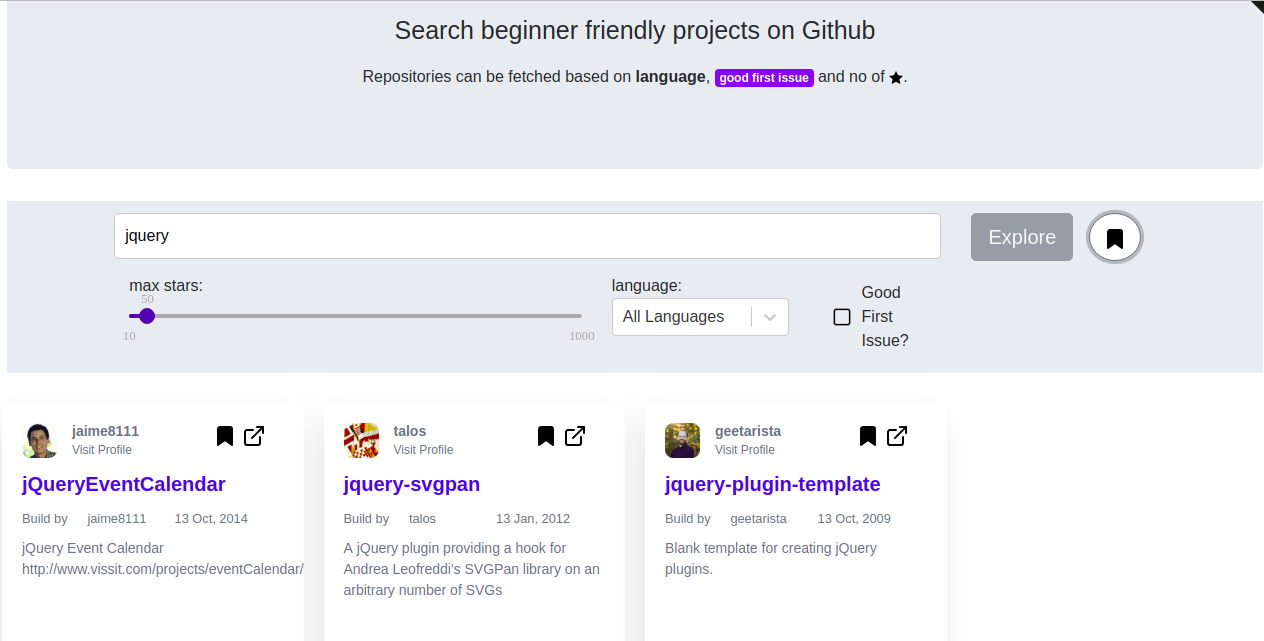 Search beginner friendly projects on Github
Repositories can be fetched based on language, good first issue and no of ★.
jquery
Explore
max stars:
50
10
1000
language:
All Languages
Good
First
Issue?
jaime8111
Visit Profile
jQueryEventCalendar
Build by jaime8111 13 Oct, 2014
jQuery Event Calendar
http://www.vissit.com/projects/eventCalendar/
talos
Visit Profile
jquery-svgpan
Build by talos 13 Jan, 2012
A jQuery plugin providing a hook for
Andrea Leofreddi's SVGPan library on an
arbitrary number of SVGs
geetarista
Visit Profile
jquery-plugin-template
Build by geetarista 13 Oct, 2009
Blank template for creating jQuery
plugins.